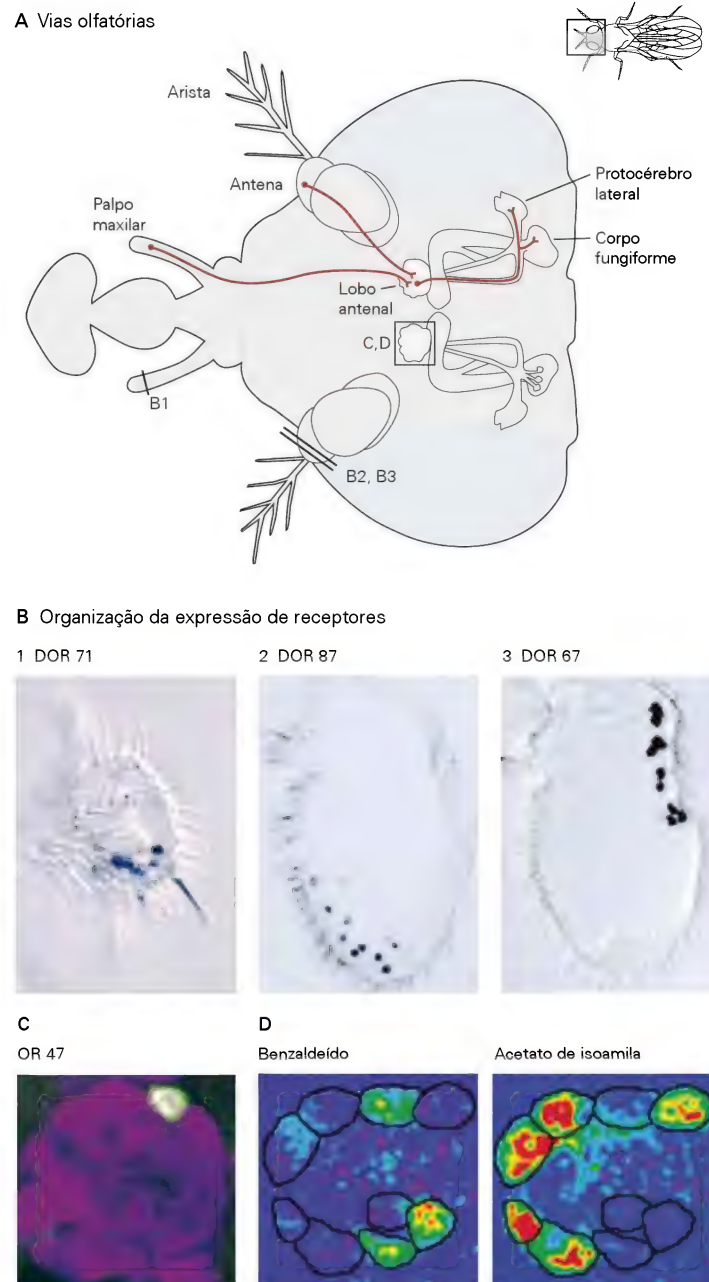 A Vias olfatórias
Arista
Antena
Palpo
maxilar
Protocérebro
lateral
Corpo
fungiforme
Lobo
antenal
C,D
B1
B2, B3
B Organização da expressão de receptores
1 DOR 71
2 DOR 87
3 DOR 67
C
D
OR 47
Benzaldeído
Acetato de isoamila